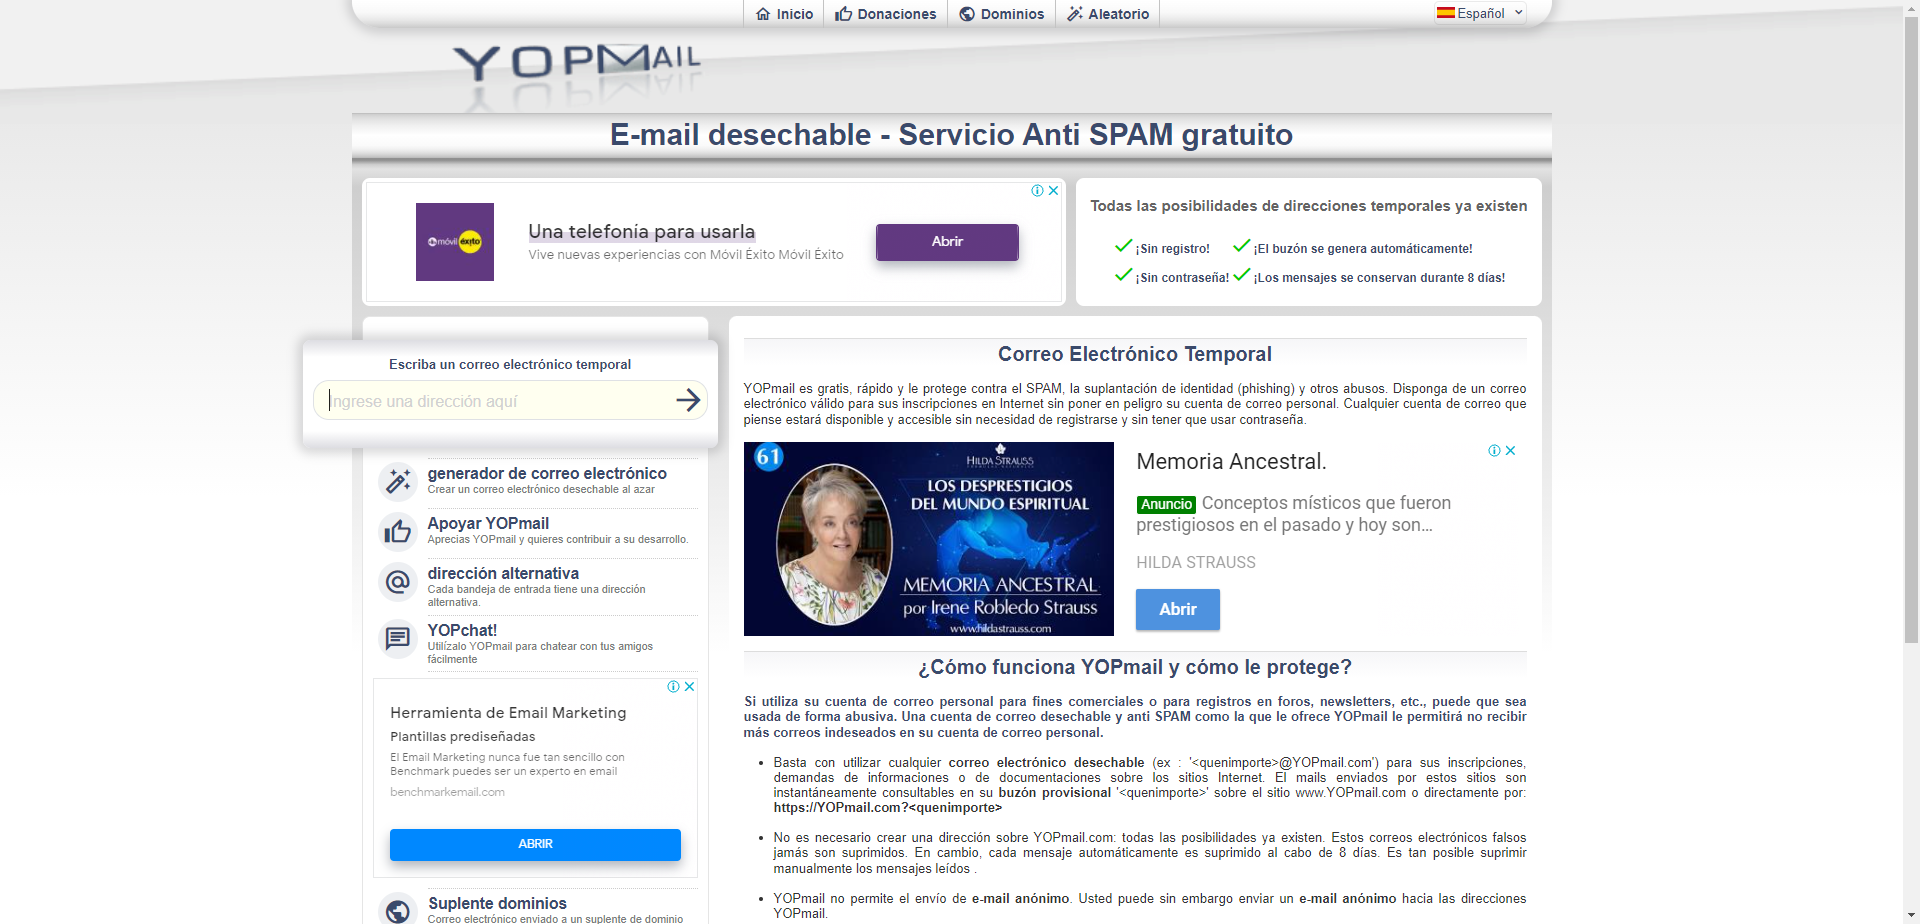 Inicio Donaciones Dominios Aleatorio Español
YOPMAIL
E-mail desechable - Servicio Anti SPAM gratuito
móvil éxito
Una telefonía para usarla
Vive nuevas experiencias con Móvil Éxito Móvil Éxito
Abrir
Todas las posibilidades de direcciones temporales ya existen
¡Sin registro! ¡El buzón se genera automáticamente!
¡Sin contraseña! ¡Los mensajes se conservan durante 8 días!
Escriba un correo electrónico temporal
Ingrese una dirección aquí
generador de correo electrónico
Crear un correo electrónico desechable al azar
Apoyar YOPmail
Aprecias YOPmail y quieres contribuir a su desarrollo.
dirección alternativa
Cada bandeja de entrada tiene una dirección
alternativa.
YOPchat!
Utilízalo YOPmail para chatear con tus amigos
fácilmente
Herramienta de Email Marketing
Plantillas prediseñadas
El Email Marketing nunca fue tan sencillo con
Benchmark puedes ser un experto en email
benchmarkemail.com
ABRIR
Suplente dominios
Correo electrónico enviado a un suplente de dominio
Correo Electrónico Temporal
YOPmail es gratis, rápido y le protege contra el SPAM, la suplantación de identidad (phishing) y otros abusos. Disponga de un correo
electrónico válido para sus inscripciones en Internet sin poner en peligro su cuenta de correo personal. Cualquier cuenta de correo que
piense estará disponible y accesible sin necesidad de registrarse y sin tener que usar contraseña.
61
HILDA STRAUSS
LOS DESPRESTIGIOS
DEL MUNDO ESPIRITUAL
MEMORIA ANCESTRAL
por Irene Robledo Strauss
www.hildastrauss.com
Memoria Ancestral.
Anuncio Conceptos místicos que fueron
prestigiosos en el pasado y hoy son...
HILDA STRAUSS
Abrir
¿Cómo funciona YOPmail y cómo le protege?
Si utiliza su cuenta de correo personal para fines comerciales o para registros en foros, newsletters, etc., puede que sea
usada de forma abusiva. Una cuenta de correo desechable y anti SPAM como la que le ofrece YOPmail le permitirá no recibir
más correos indeseados en su cuenta de correo personal.
• Basta con utilizar cualquier correo electrónico desechable (ex : '<quenimporte>@YOPmail.com') para sus inscripciones,
demandas de informaciones o de documentaciones sobre los sitios Internet. El mails enviados por estos sitios son
instantáneamente consultables en su buzón provisional '<quenimporte>' sobre el sitio www.YOPmail.com o directamente por:
https://YOPmail.com?<quenimporte>
• No es necesario crear una dirección sobre YOPmail.com: todas las posibilidades ya existen. Estos correos electrónicos falsos
jamás son suprimidos. En cambio, cada mensaje automáticamente es suprimido al cabo de 8 días. Es tan posible suprimir
manualmente los mensajes leídos .
• YOPmail no permite el envío de e-mail anónimo. Usted puede sin embargo enviar un e-mail anónimo hacia las direcciones
YOPmail.